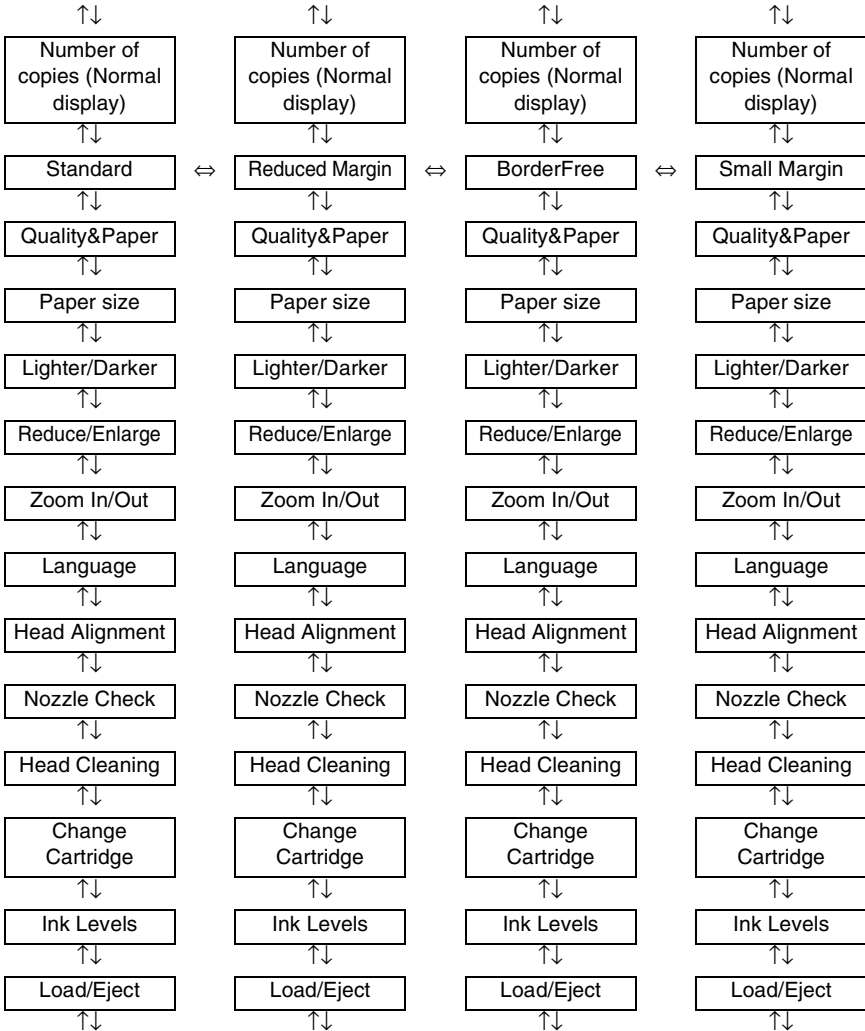 ↑↓ ↑↓ ↑↓ ↑↓
Number of Number of Number of Number of
copies (Normal copies (Normal copies (Normal copies (Normal
display) display) display) display)
↑↓ ↑↓ ↑↓ ↑↓
Standard ⇔ Reduced Margin ⇔ BorderFree ⇔ Small Margin
↑↓ ↑↓ ↑↓ ↑↓
Quality&Paper Quality&Paper Quality&Paper Quality&Paper
↑↓ ↑↓ ↑↓ ↑↓
Paper size Paper size Paper size Paper size
↑↓ ↑↓ ↑↓ ↑↓
Lighter/Darker Lighter/Darker Lighter/Darker Lighter/Darker
↑↓ ↑↓ ↑↓ ↑↓
Reduce/Enlarge Reduce/Enlarge Reduce/Enlarge Reduce/Enlarge
↑↓ ↑↓ ↑↓ ↑↓
Zoom In/Out Zoom In/Out Zoom In/Out Zoom In/Out
↑↓ ↑↓ ↑↓ ↑↓
Language Language Language Language
↑↓ ↑↓ ↑↓ ↑↓
Head Alignment Head Alignment Head Alignment Head Alignment
↑↓ ↑↓ ↑↓ ↑↓
Nozzle Check Nozzle Check Nozzle Check Nozzle Check
↑↓ ↑↓ ↑↓ ↑↓
Head Cleaning Head Cleaning Head Cleaning Head Cleaning
↑↓ ↑↓ ↑↓ ↑↓
Change Change Change Change
Cartridge Cartridge Cartridge Cartridge
↑↓ ↑↓ ↑↓ ↑↓
Ink Levels Ink Levels Ink Levels Ink Levels
↑↓ ↑↓ ↑↓ ↑↓
Load/Eject Load/Eject Load/Eject Load/Eject
↑↓ ↑↓ ↑↓ ↑↓